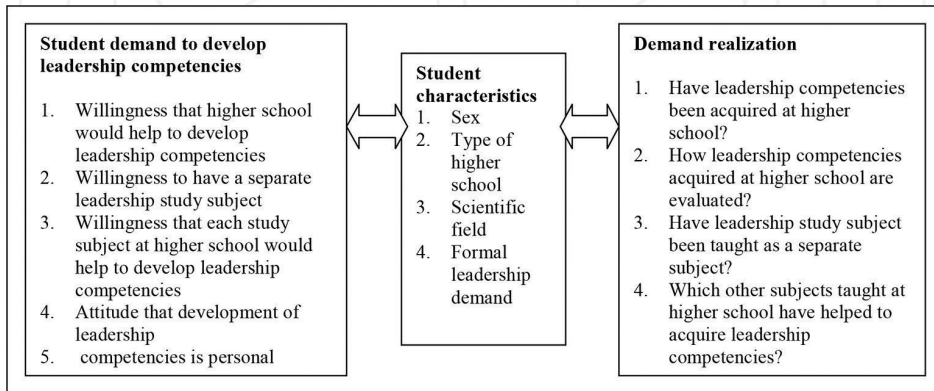 Student demand to develop
leadership competencies
1. Willingness that higher school
would help to develop
leadership competencies
2. Willingness to have a separate
leadership study subject
3. Willingness that each study
subject at higher school would
help to develop leadership
competencies
4. Attitude that development of
leadership
5. competencies is personal
Student
characteristics
1. Sex
2. Type of
higher
school
3. Scientific
field
4. Formal
leadership
demand
Demand realization
1. Have leadership competencies
been acquired at higher
school?
2. How leadership competencies
acquired at higher school are
evaluated?
3. Have leadership study subject
been taught as a separate
subject?
4. Which other subjects taught at
higher school have helped to
acquire leadership
competencies?